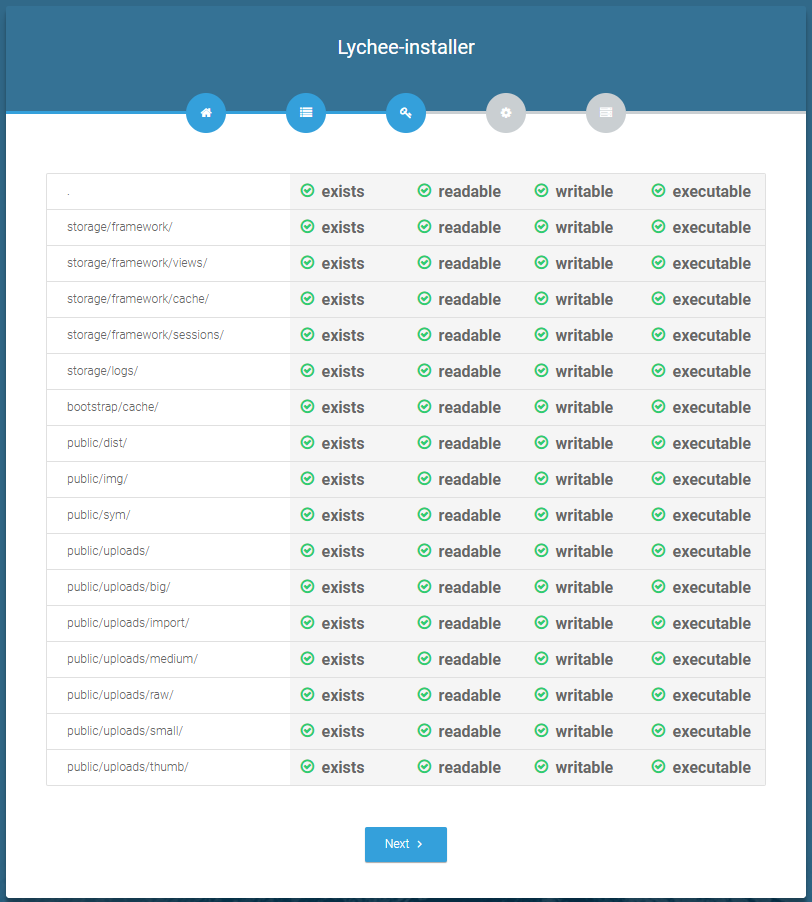 Lychee-installer
. exists readable writable executable
storage/framework/ exists readable writable executable
storage/framework/views/ exists readable writable executable
storage/framework/cache/ exists readable writable executable
storage/framework/sessions/ exists readable writable executable
storage/logs/ exists readable writable executable
bootstrap/cache/ exists readable writable executable
public/dist/ exists readable writable executable
public/img/ exists readable writable executable
public/sym/ exists readable writable executable
public/uploads/ exists readable writable executable
public/uploads/big/ exists readable writable executable
public/uploads/import/ exists readable writable executable
public/uploads/medium/ exists readable writable executable
public/uploads/raw/ exists readable writable executable
public/uploads/small/ exists readable writable executable
public/uploads/thumb/ exists readable writable executable
Next